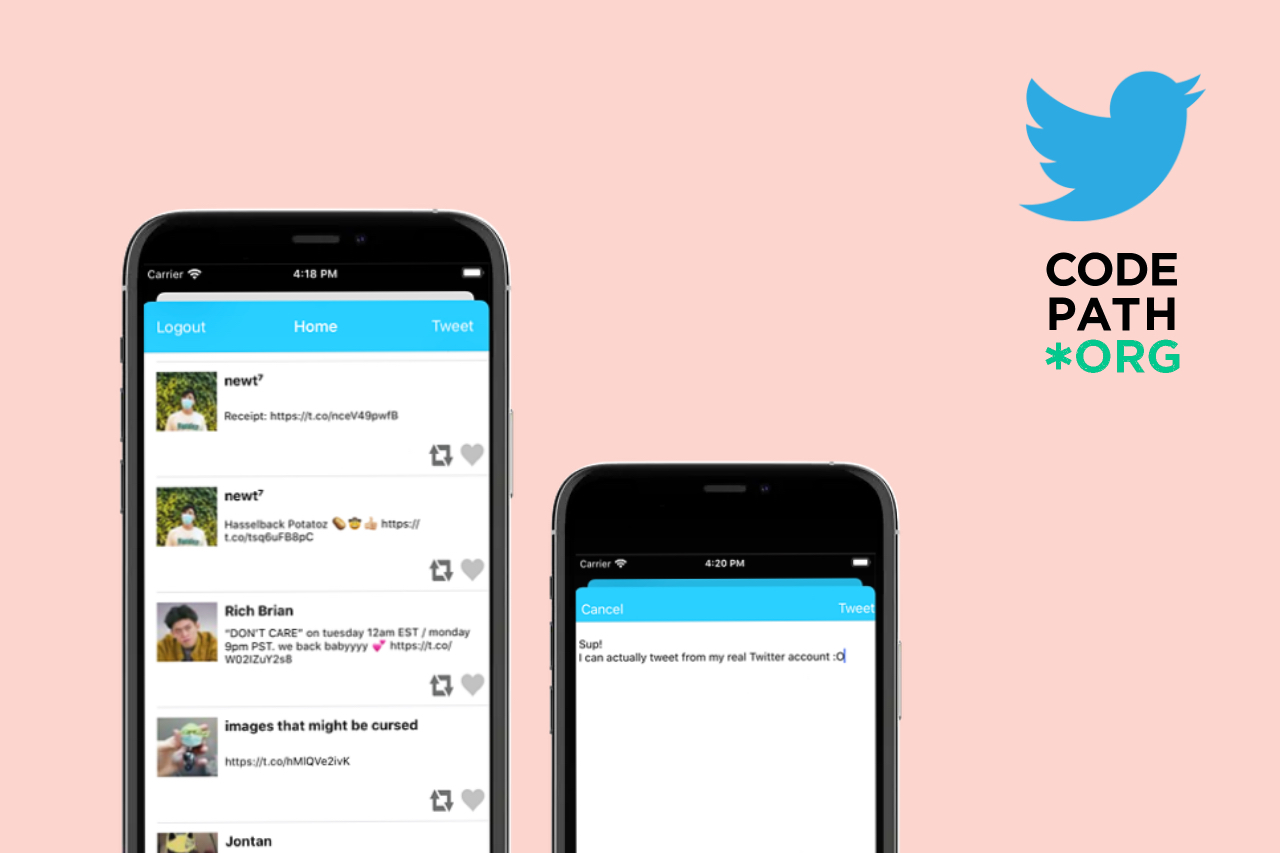 Carrier 4:18 PM
Logout Home Tweet
newt⁷
Receipt: https://t.co/nceV49pwfB
newt⁷
Hasselback Potatoz 🥔🤠👍🏼 https://
t.co/tsq6uFB8pC
Rich Brian
“DON'T CARE” on tuesday 12am EST / monday
9pm PST. we back babyyyy 💞 https://t.co/
W02IZuY2s8
images that might be cursed
https://t.co/hMlQVe2ivK
Jontan
Carrier 4:20 PM
Cancel Tweet
Sup!
I can actually tweet from my real Twitter account :O
CODE
PATH
*ORG